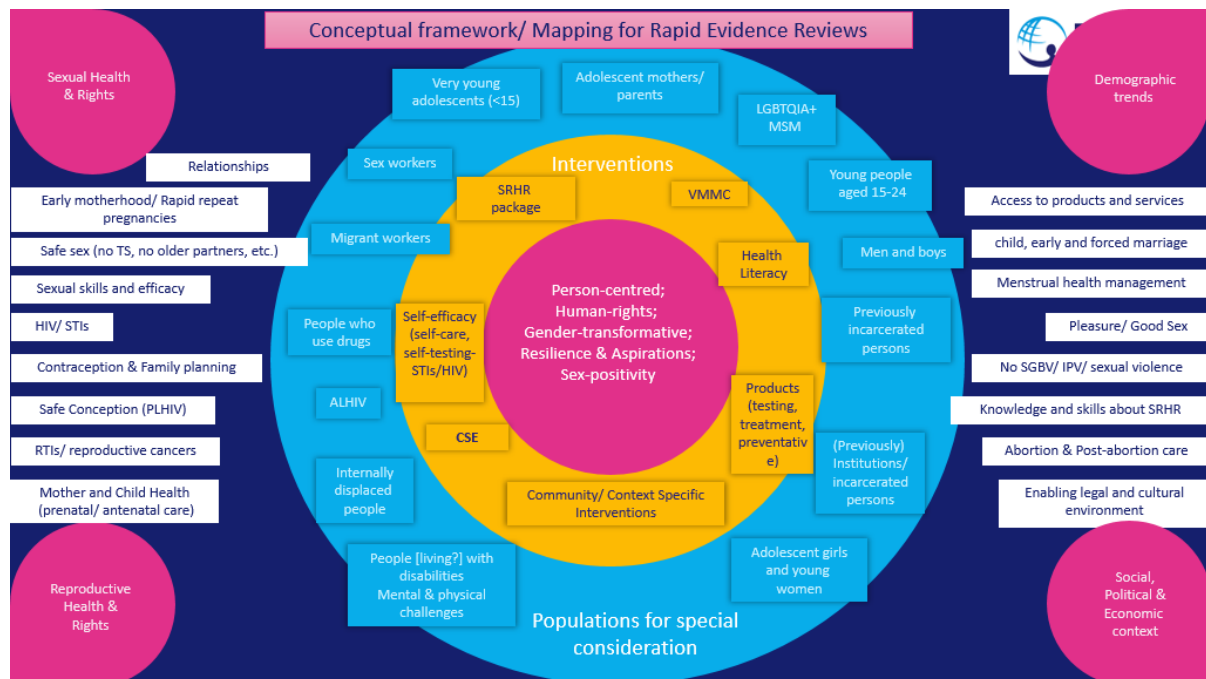 Conceptual framework/ Mapping for Rapid Evidence Reviews
Sexual Health
& Rights
Demographic
trends
Very young
adolescents (<15)
Adolescent mothers/
parents
LGBTQIA+
MSM
Sex workers
Young people
aged 15-24
Migrant workers
Men and boys
People who
use drugs
Previously
incarcerated
persons
ALHIV
(Previously)
Institutions/
incarcerated
persons
Internally
displaced
people
People [living?] with
disabilities
Mental & physical
challenges
Adolescent girls
and young
women
Populations for special
consideration
Interventions
SRHR
package
VMMC
Health
Literacy
Self-efficacy
(self-care,
self-testing-
STIs/HIV)
Products
(testing,
treatment,
preventativ
e)
CSE
Community/ Context Specific
Interventions
Person-centred;
Human-rights;
Gender-transformative;
Resilience & Aspirations;
Sex-positivity
Relationships
Early motherhood/ Rapid repeat
pregnancies
Safe sex (no TS, no older partners, etc.)
Sexual skills and efficacy
HIV/ STIs
Contraception & Family planning
Safe Conception (PLHIV)
RTIs/ reproductive cancers
Mother and Child Health
(prenatal/ antenatal care)
Access to products and services
child, early and forced marriage
Menstrual health management
Pleasure/ Good Sex
No SGBV/ IPV/ sexual violence
Knowledge and skills about SRHR
Abortion & Post-abortion care
Enabling legal and cultural
environment
Reproductive
Health &
Rights
Social,
Political &
Economic
context